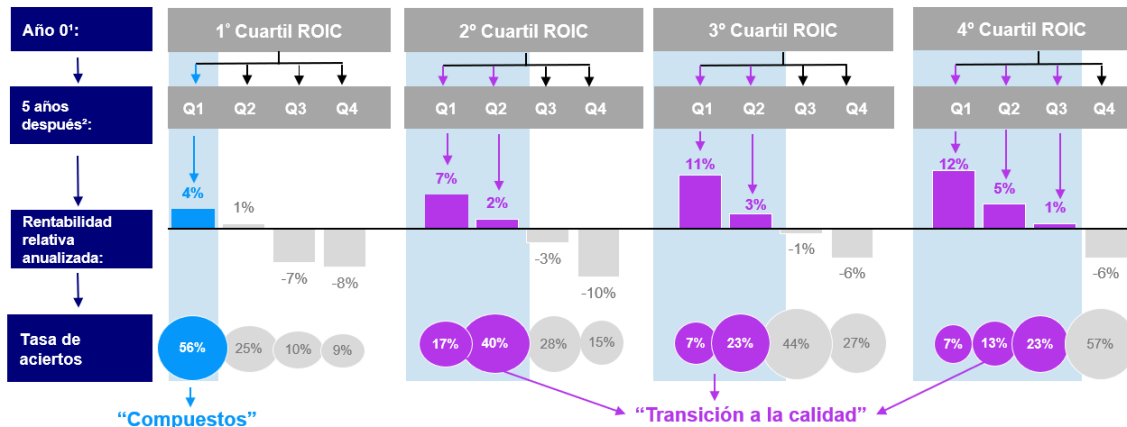 Año 0¹:
1° Cuartil ROIC
2º Cuartil ROIC
3º Cuartil ROIC
4º Cuartil ROIC
5 años
después²:
Q1 Q2 Q3 Q4
Q1 Q2 Q3 Q4
Q1 Q2 Q3 Q4
Q1 Q2 Q3 Q4
Rentabilidad
relativa
anualizada:
4% 1% -7% -8%
7% 2% -3% -10%
11% 3% -1% -6%
12% 5% 1% -6%
Tasa de
aciertos
56% 25% 10% 9%
17% 40% 28% 15%
7% 23% 44% 27%
7% 13% 23% 57%
“Compuestos”
“Transición a la calidad”